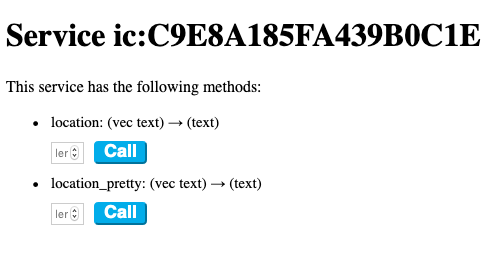 Service ic:C9E8A185FA439B0C1E
This service has the following methods:
• location: (vec text) → (text)
ler Call
• location_pretty: (vec text) → (text)
ler Call